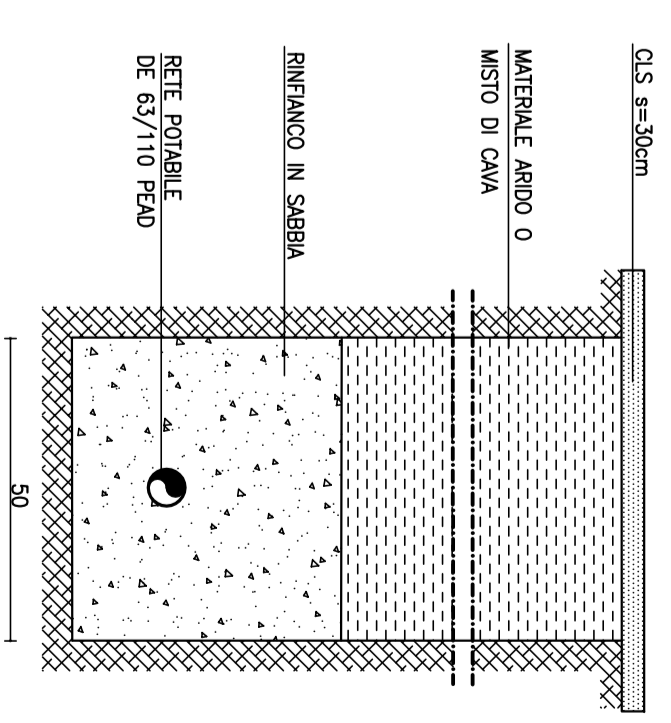 CLS s=30cm
MATERIALE ARIDO O
MISTO DI CAVA
RINFIANCO IN SABBIA
RETE POTABILE
DE 63/110 PEAD
50